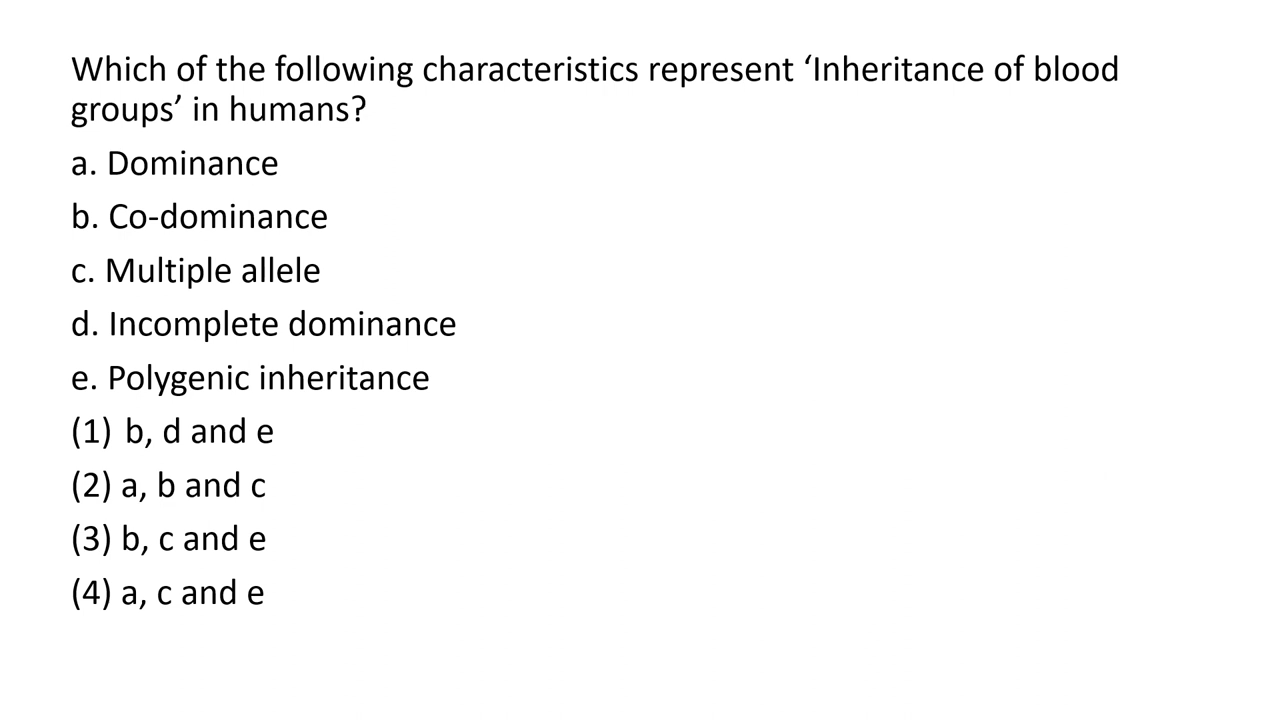 Which of the following characteristics represent ‘Inheritance of blood
groups’ in humans?
a. Dominance
b. Co-dominance
c. Multiple allele
d. Incomplete dominance
e. Polygenic inheritance
(1) b, d and e
(2) a, b and c
(3) b, c and e
(4) a, c and e